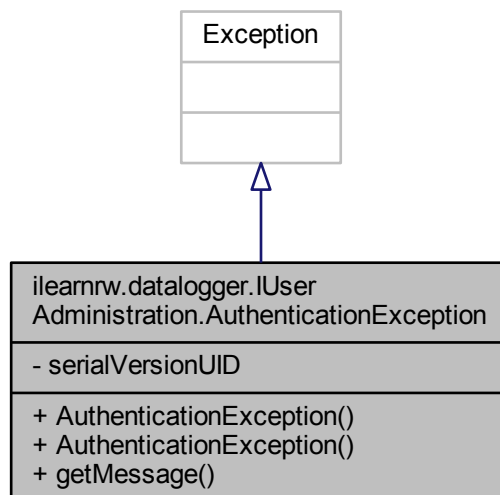 Exception
ilearnrw.datalogger.IUser
Administration.AuthenticationException
- serialVersionUID
+ AuthenticationException()
+ AuthenticationException()
+ getMessage()